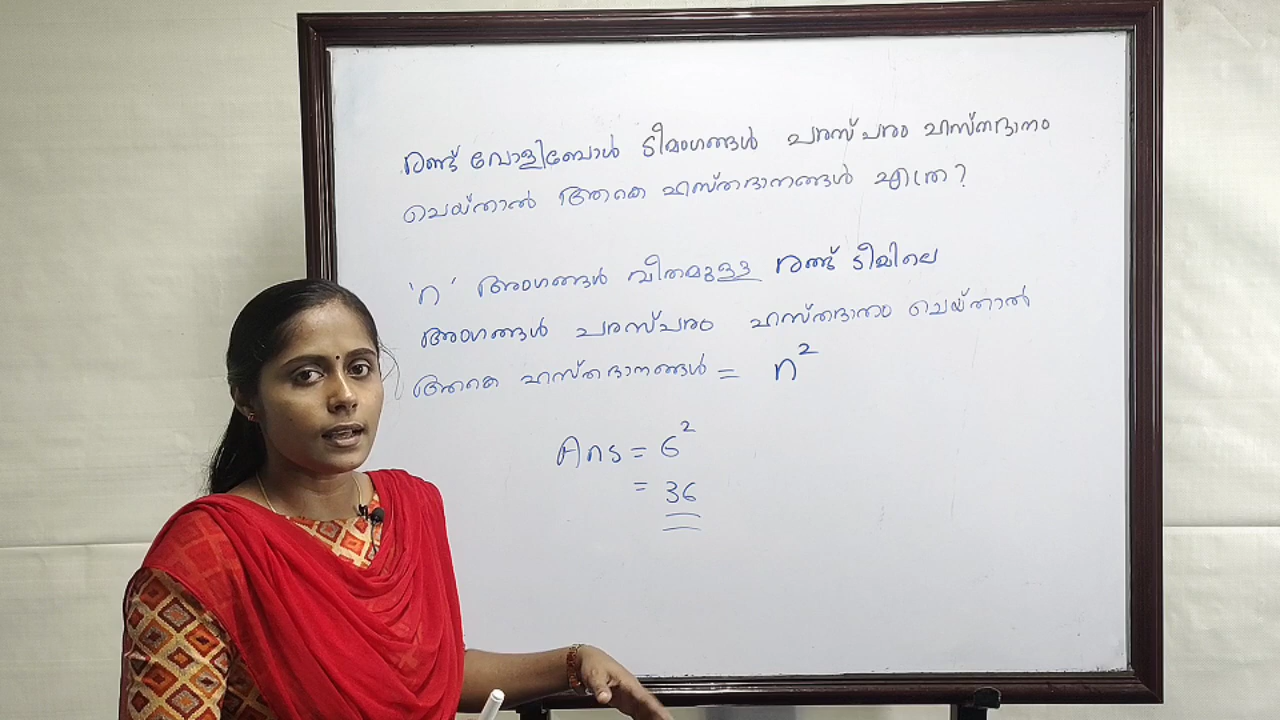 രണ്ട് വോളിബോൾ ടീമംഗങ്ങൾ പരസ്പരം ഹസ്തദാനം
ചെയ്താൽ ആകെ ഹസ്തദാനങ്ങൾ എത്ര?
'n' അംഗങ്ങൾ വീതമുള്ള രണ്ട് ടീമിലെ
അംഗങ്ങൾ പരസ്പരം ഹസ്തദാനം ചെയ്താൽ
ആകെ ഹസ്തദാനങ്ങൾ = n²
Ans = 6²
= 36